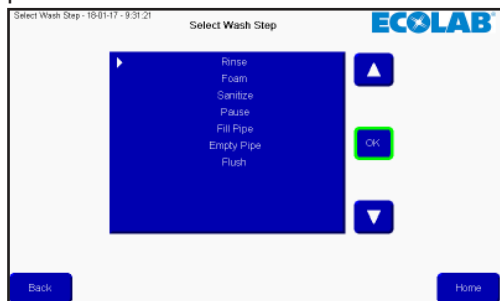 Select Wash Step - 18-01-17 - 9:31:21
Select Wash Step
ECOLAB®
Rinse
Foam
Sanitize
Pause
Fill Pipe
Empty Pipe
Flush
OK
Back
Home